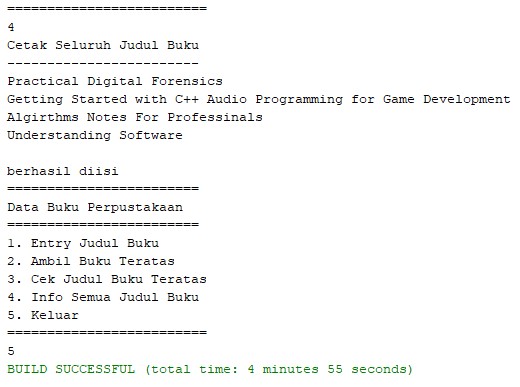 =========================
4
Cetak Seluruh Judul Buku
------------------------
Practical Digital Forensics
Getting Started with C++ Audio Programming for Game Development
Algirthms Notes For Professinals
Understanding Software

berhasil diisi
========================
Data Buku Perpustakaan
========================
1. Entry Judul Buku
2. Ambil Buku Teratas
3. Cek Judul Buku Teratas
4. Info Semua Judul Buku
5. Keluar
=========================
5
BUILD SUCCESSFUL (total time: 4 minutes 55 seconds)